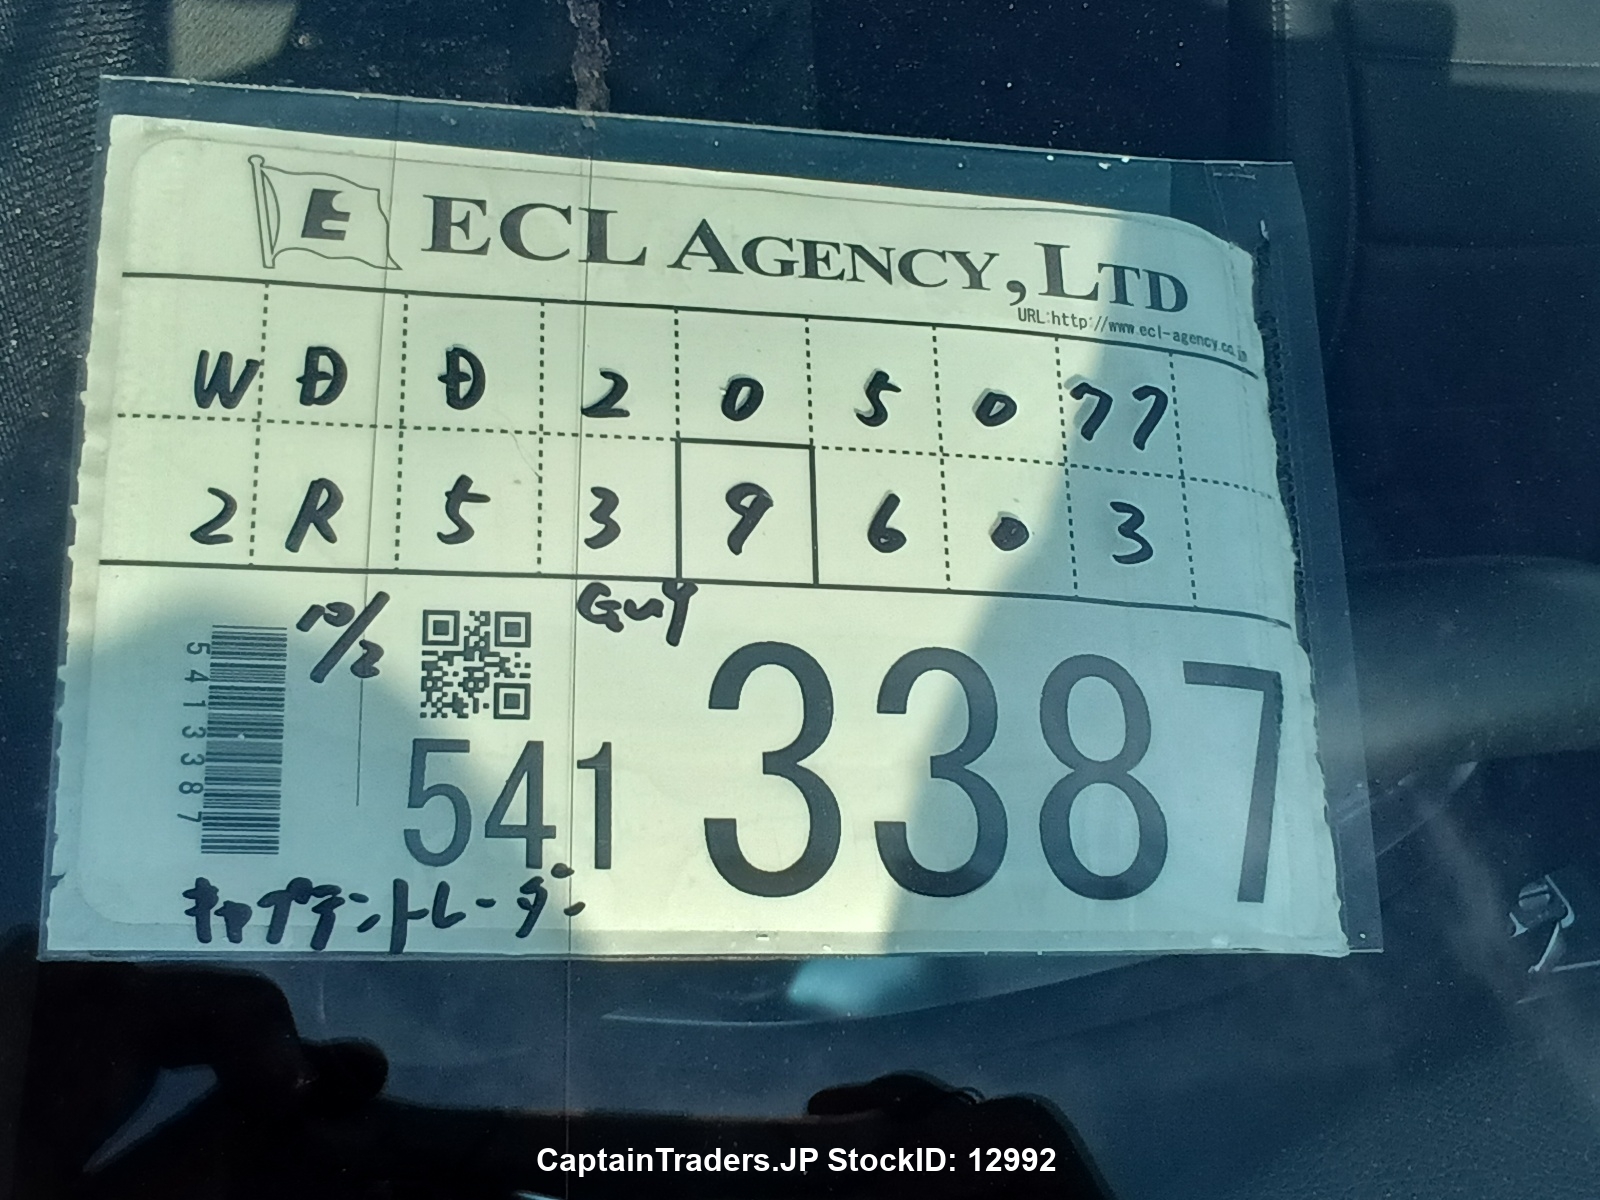 E ECL AGENCY, LTD
URL:http://www.ecl-agency.co.jp
W D D 2 0 5 0 7 7
2 R 5 3 9 6 0 3
10/2
Guy
5413387
541 3387
キャプテントレーダー
CaptainTraders.JP StockID: 12992